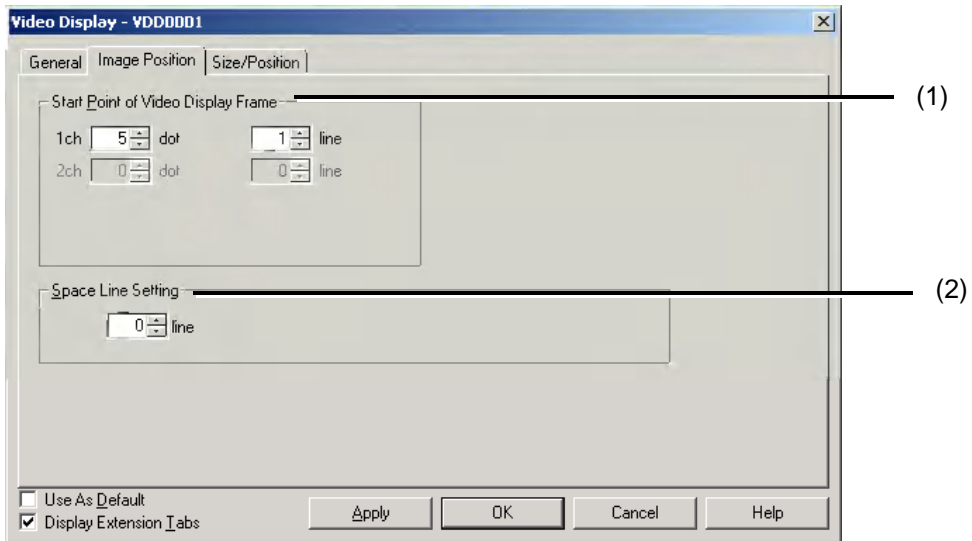 Video Display - VDD0001
General Image Position Size/Position
Start Point of Video Display Frame
(1)
1ch 5 dot 1 line
2ch 0 dot 0 line
Space Line Setting
(2)
0 line
Use As Default
Display Extension Tabs
Apply OK Cancel Help